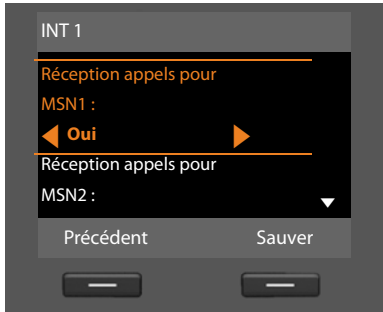 INT 1
Réception appels pour
MSN1 :
Oui
Réception appels pour
MSN2 :
Précédent Sauver